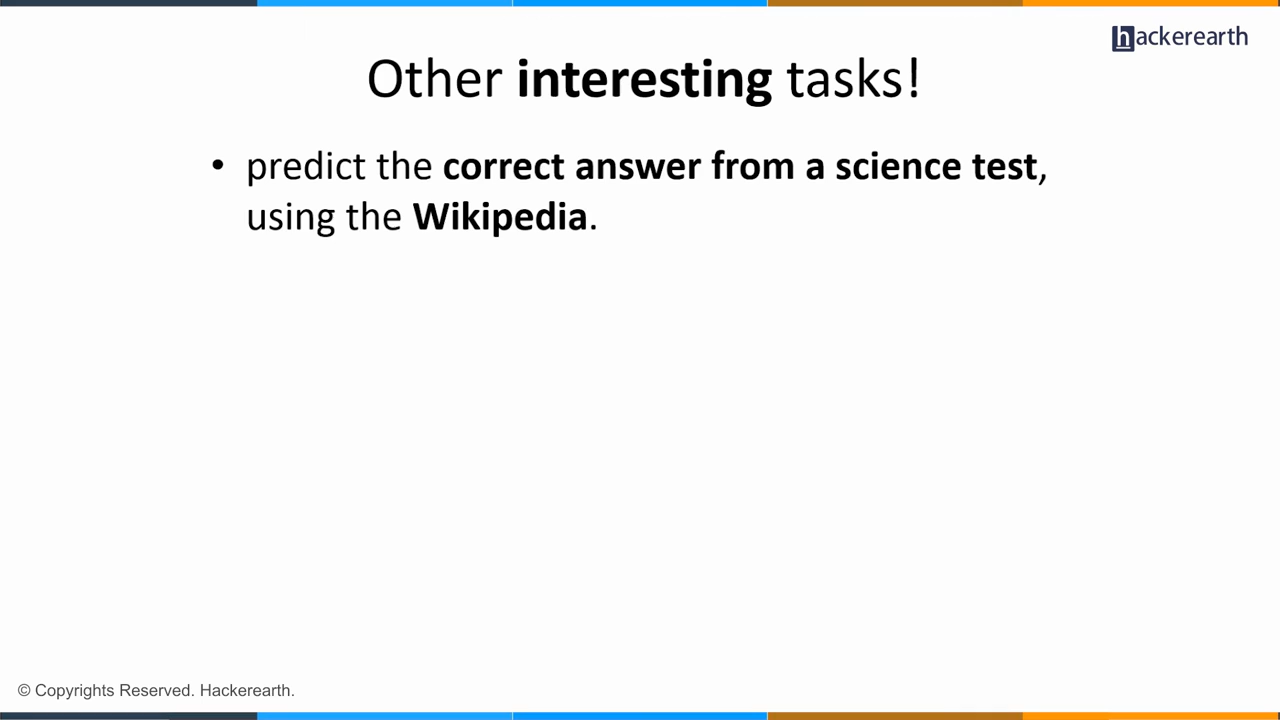 hackerearth
Other interesting tasks!
• predict the correct answer from a science test,
using the Wikipedia.
© Copyrights Reserved. Hackerearth.